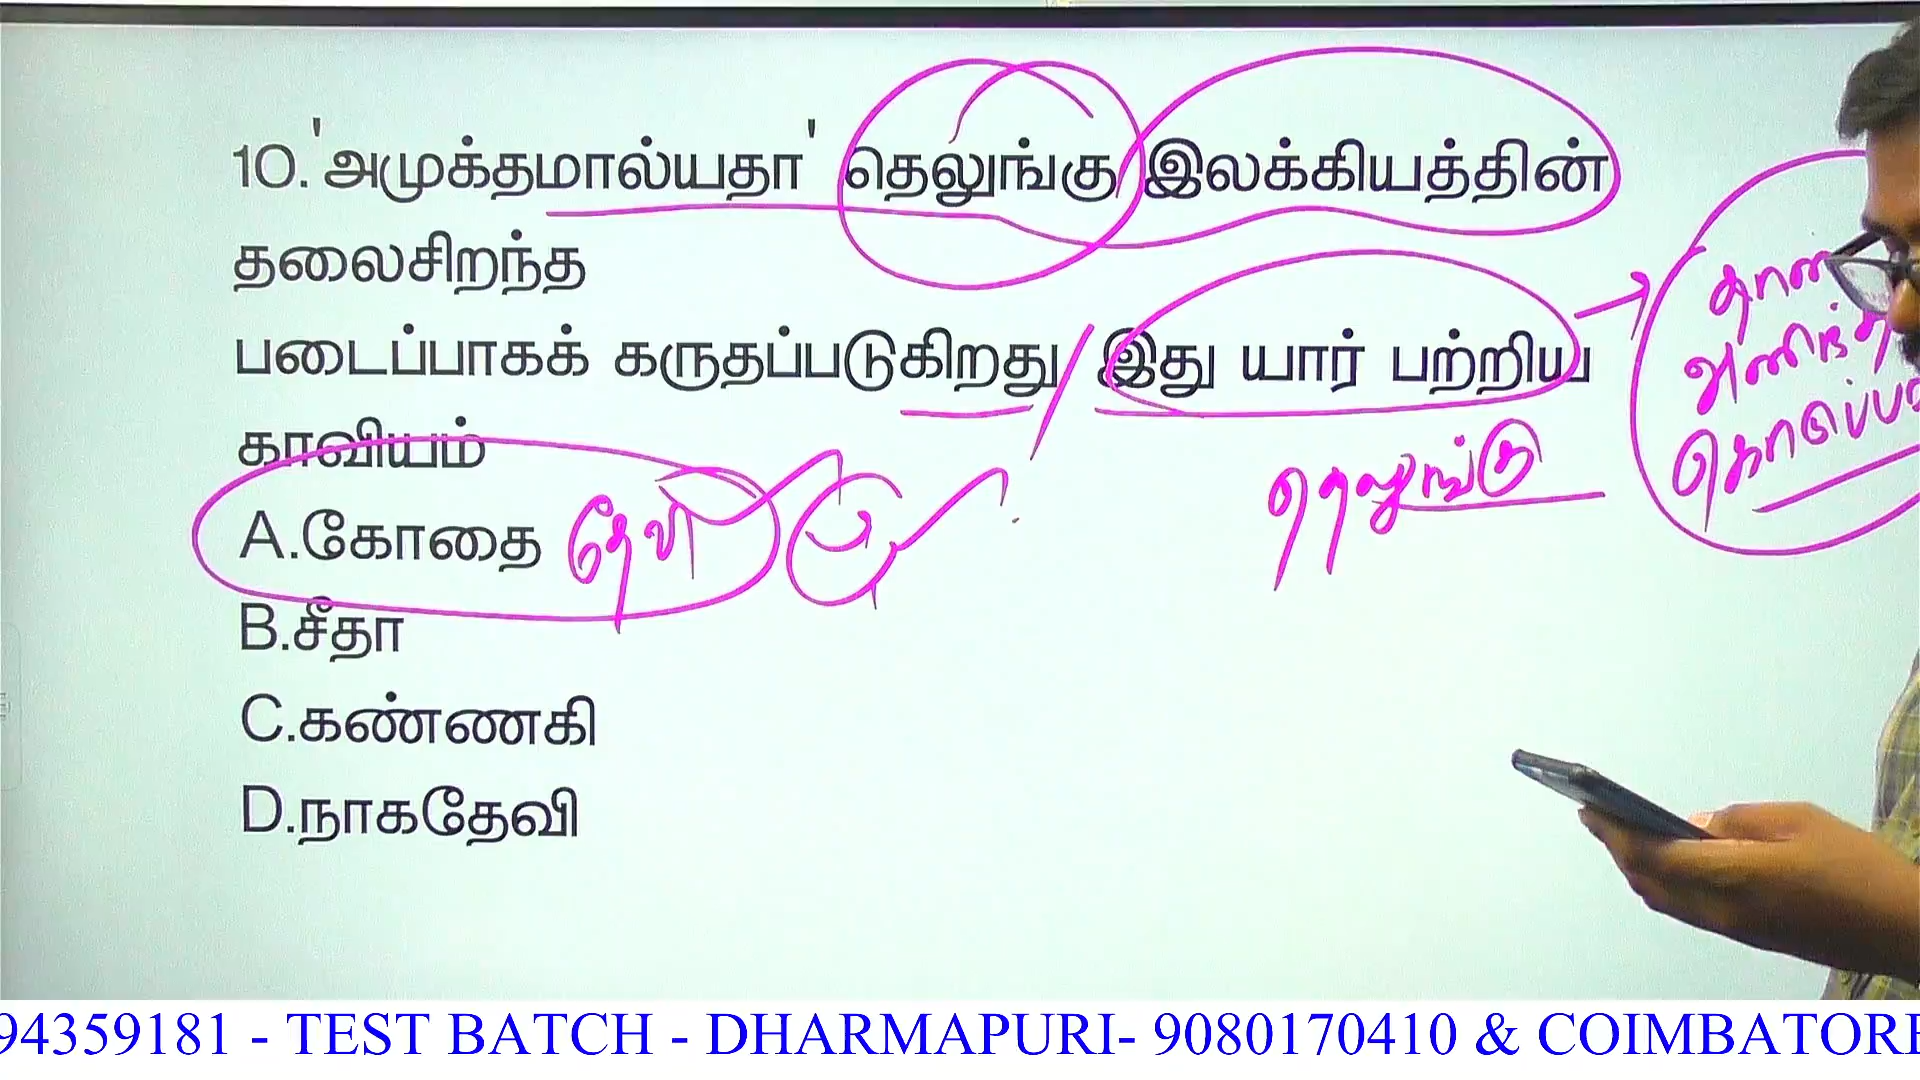 10. 'அமுக்தமால்யதா' தெலுங்கு இலக்கியத்தின்
தலைசிறந்த
படைப்பாகக் கருதப்படுகிறது இது யார் பற்றிய
காவியம்
A.கோதை தேவி
B.சீதா
C.கண்ணகி
D.நாகதேவி
தெலுங்கு
94359181 - TEST BATCH - DHARMAPURI- 9080170410 & COIMBATORE